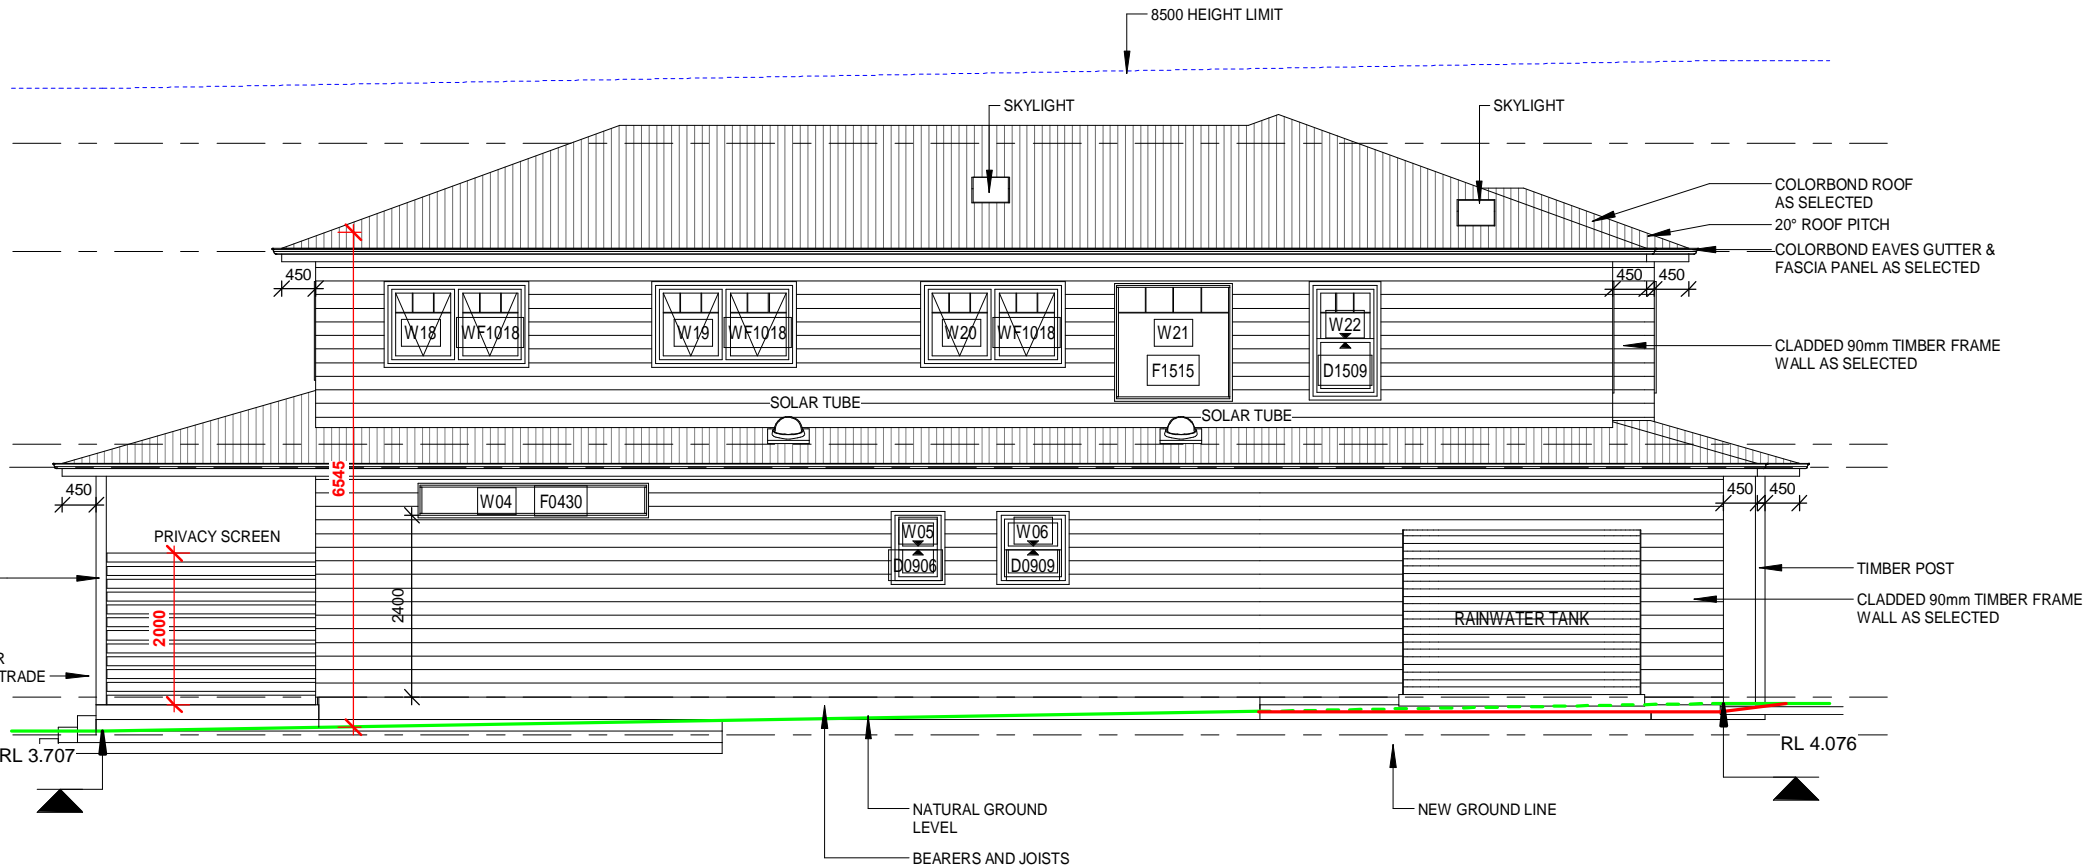 8500 HEIGHT LIMIT
SKYLIGHT
SKYLIGHT
COLORBOND ROOF
AS SELECTED
20° ROOF PITCH
COLORBOND EAVES GUTTER &
FASCIA PANEL AS SELECTED
450
450
450
W18
WF1018
W19
WF1018
W20
WF1018
W21
F1515
W22
D1509
CLADDED 90mm TIMBER FRAME
WALL AS SELECTED
SOLAR TUBE
SOLAR TUBE
6545
450
W04
F0430
450
450
PRIVACY SCREEN
W05
D0906
W06
D0909
2000
2400
RAINWATER TANK
TIMBER POST
CLADDED 90mm TIMBER FRAME
WALL AS SELECTED
R
TRADE
RL 3.707
RL 4.076
NATURAL GROUND
LEVEL
NEW GROUND LINE
BEARERS AND JOISTS